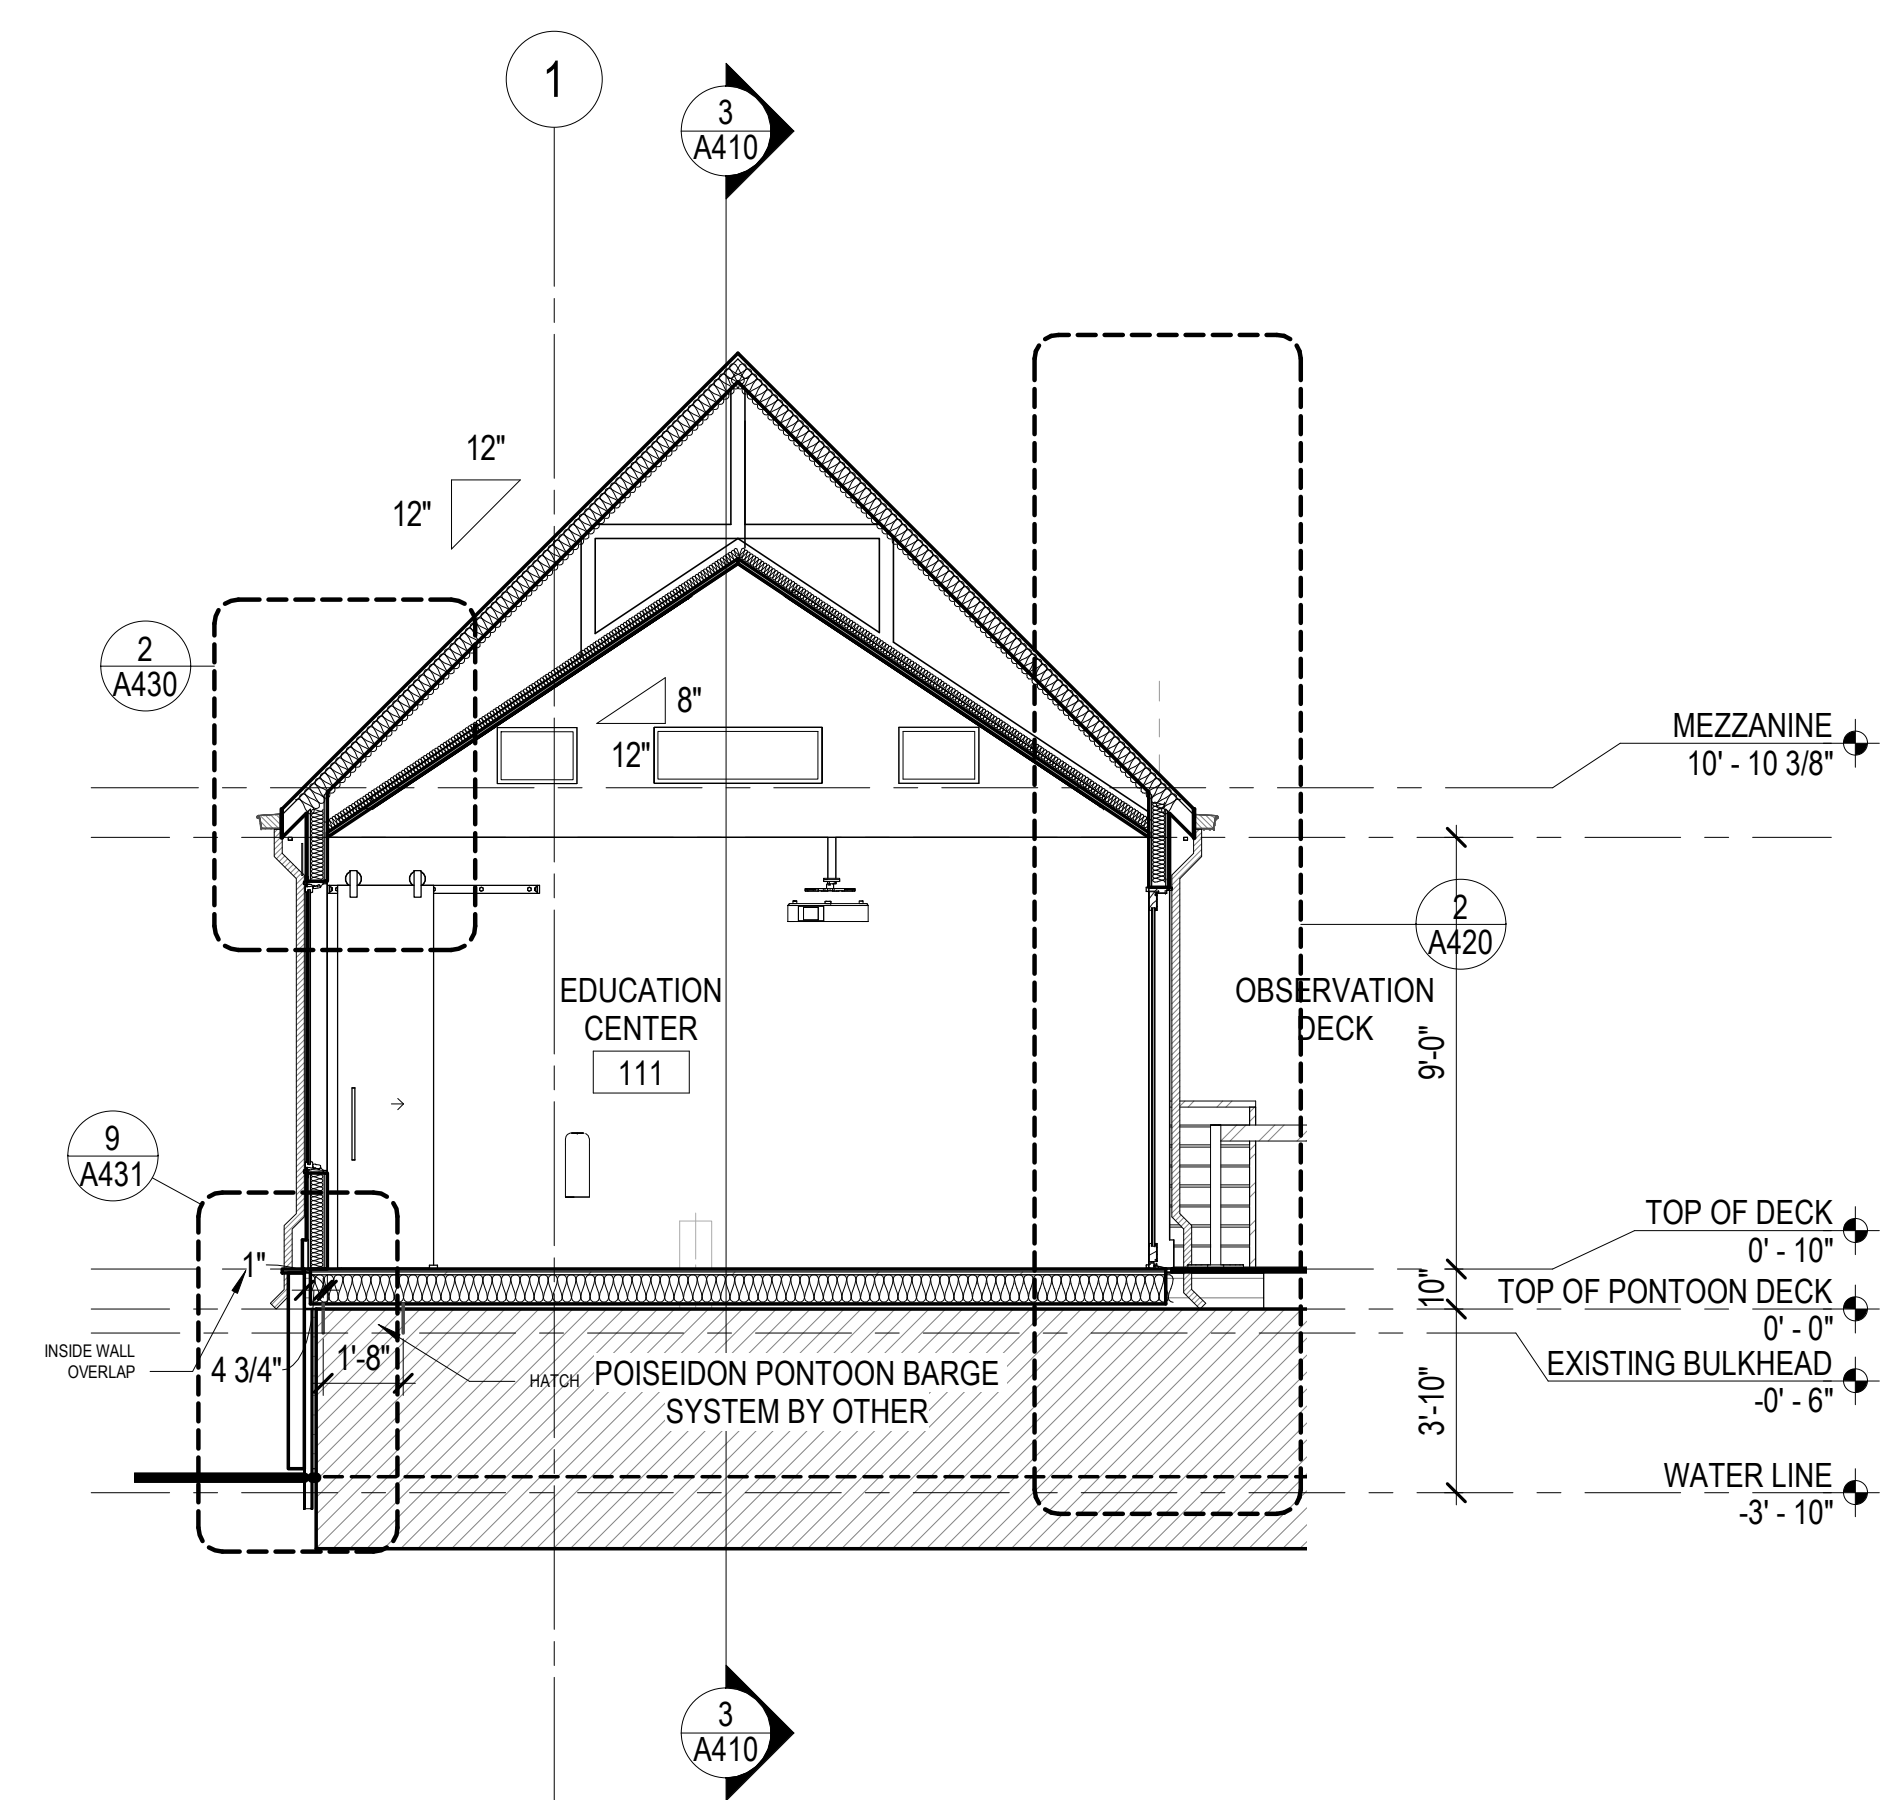 1
3
A410
12"
12"
2
A430
8"
12"
MEZZANINE
10' - 10 3/8"
2
A420
EDUCATION
CENTER
111
OBSERVATION
DECK
9'-0"
9
A431
TOP OF DECK
0' - 10"
1"
10"
TOP OF PONTOON DECK
0' - 0"
INSIDE WALL
OVERLAP
4 3/4"
1'-8"
HATCH
POISEIDON PONTOON BARGE
SYSTEM BY OTHER
EXISTING BULKHEAD
-0' - 6"
3'-10"
WATER LINE
-3' - 10"
3
A410